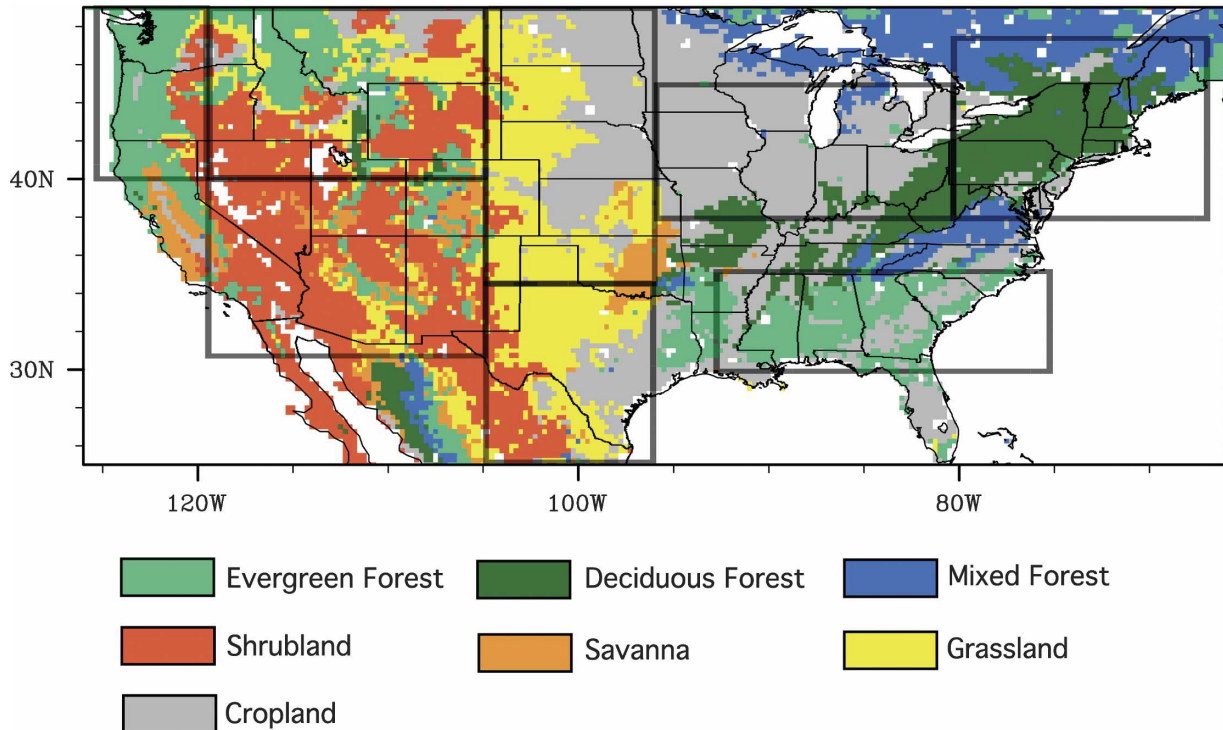 40N
30N
120W 100W 80W
Evergreen Forest Deciduous Forest Mixed Forest
Shrubland Savanna Grassland
Cropland